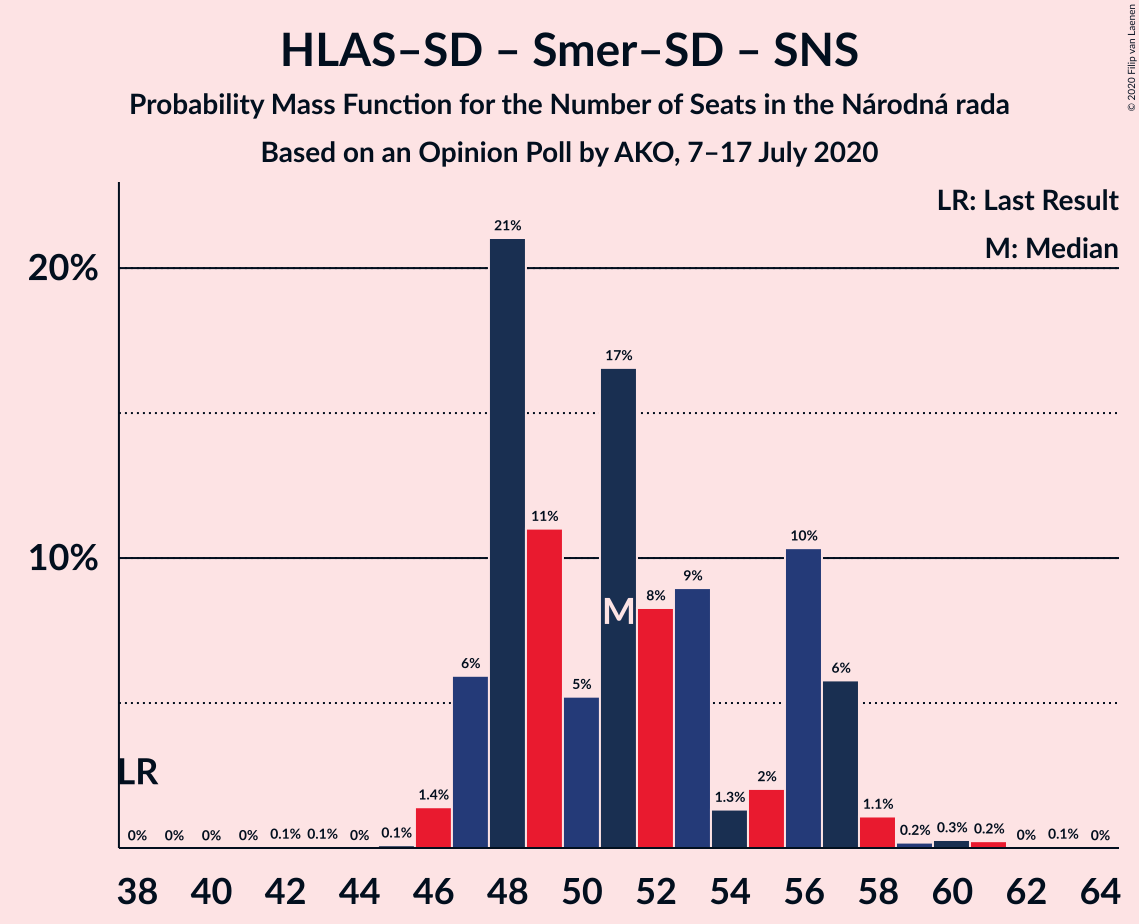 HLAS–SD – Smer–SD – SNS
Probability Mass Function for the Number of Seats in the Národná rada
Based on an Opinion Poll by AKO, 7–17 July 2020
© 2020 Filip van Laenen
LR: Last Result
M: Median
20%
10%
21%
17%
11%
10%
9%
8%
6%
6%
5%
M
LR
2%
1.4%
1.3%
1.1%
0% 0% 0% 0% 0.1% 0.1% 0% 0.1%
0.2% 0.3% 0.2% 0% 0.1% 0%
38 40 42 44 46 48 50 52 54 56 58 60 62 64